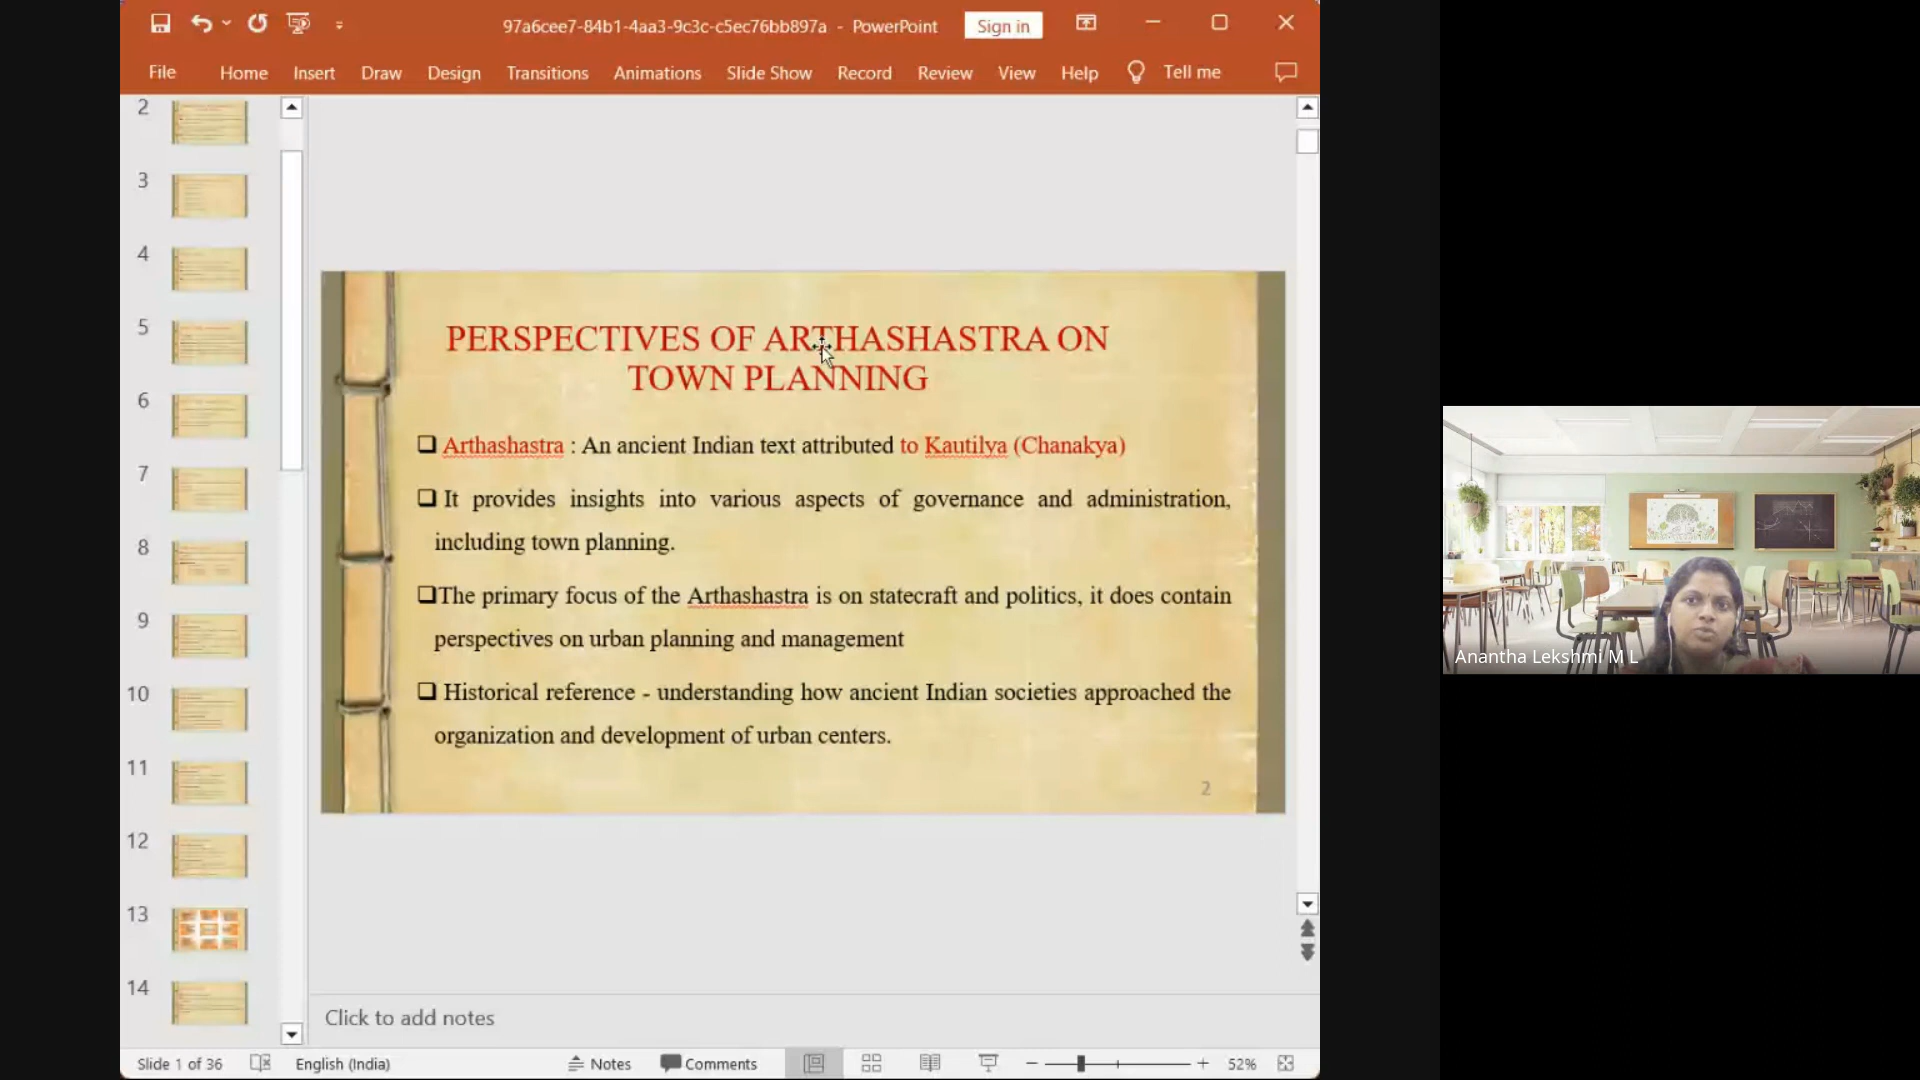 97a6cee7-84b1-4aa3-9c3c-c5ec76bb897a - PowerPoint
Sign in
File Home Insert Draw Design Transitions Animations Slide Show Record Review View Help Tell me
2
3
4
5
6
7
8
9
10
11
12
13
14
PERSPECTIVES OF ARTHASHASTRA ON
TOWN PLANNING
Arthashastra : An ancient Indian text attributed to Kautilya (Chanakya)
It provides insights into various aspects of governance and administration,
including town planning.
The primary focus of the Arthashastra is on statecraft and politics, it does contain
perspectives on urban planning and management
Historical reference - understanding how ancient Indian societies approached the
organization and development of urban centers.
2
Click to add notes
Slide 1 of 36 English (India) Notes Comments 52%
Anantha Lekshmi M L